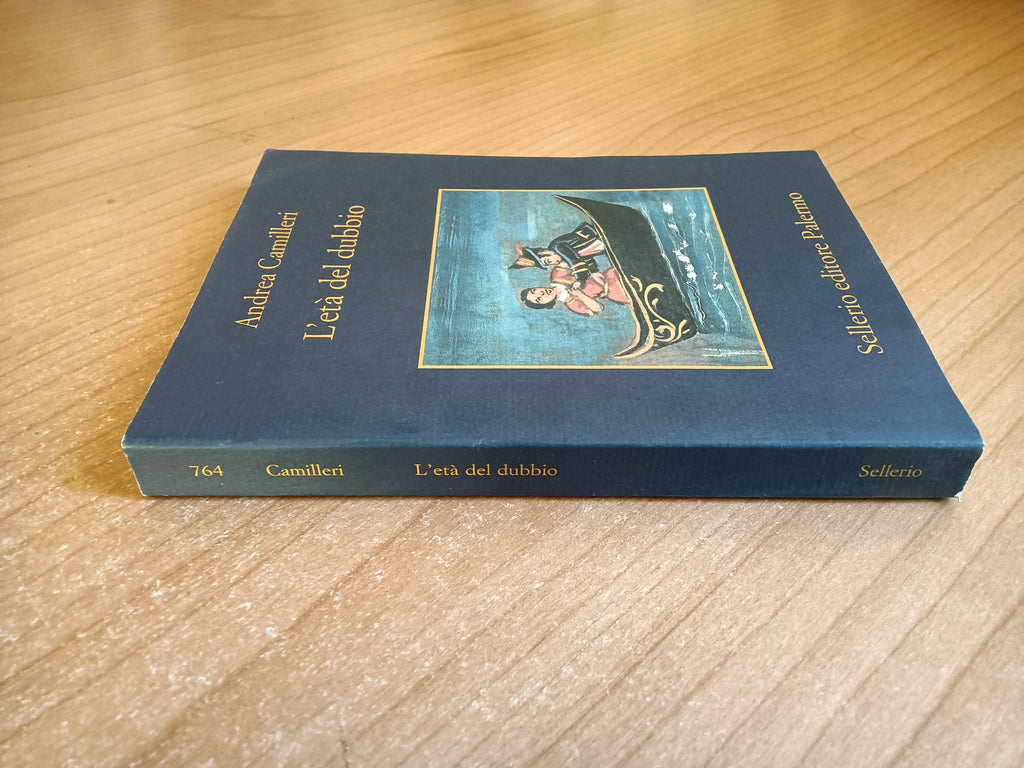 Andrea Camilleri
L'età del dubbio
Sellerio editore Palermo
764 Camilleri L'età del dubbio Sellerio